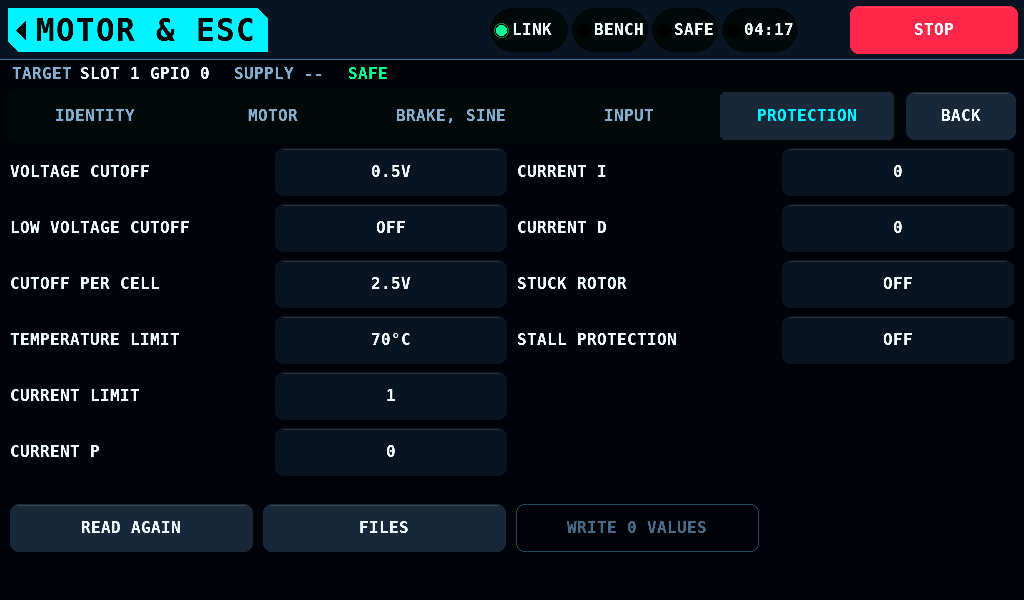 MOTOR & ESC
LINK
BENCH
SAFE
04:17
STOP
TARGET SLOT 1 GPIO 0 SUPPLY -- SAFE
IDENTITY
MOTOR
BRAKE, SINE
INPUT
PROTECTION
BACK
VOLTAGE CUTOFF 0.5V
CURRENT I 0
LOW VOLTAGE CUTOFF OFF
CURRENT D 0
CUTOFF PER CELL 2.5V
STUCK ROTOR OFF
TEMPERATURE LIMIT 70°C
STALL PROTECTION OFF
CURRENT LIMIT 1
CURRENT P 0
READ AGAIN
FILES
WRITE 0 VALUES